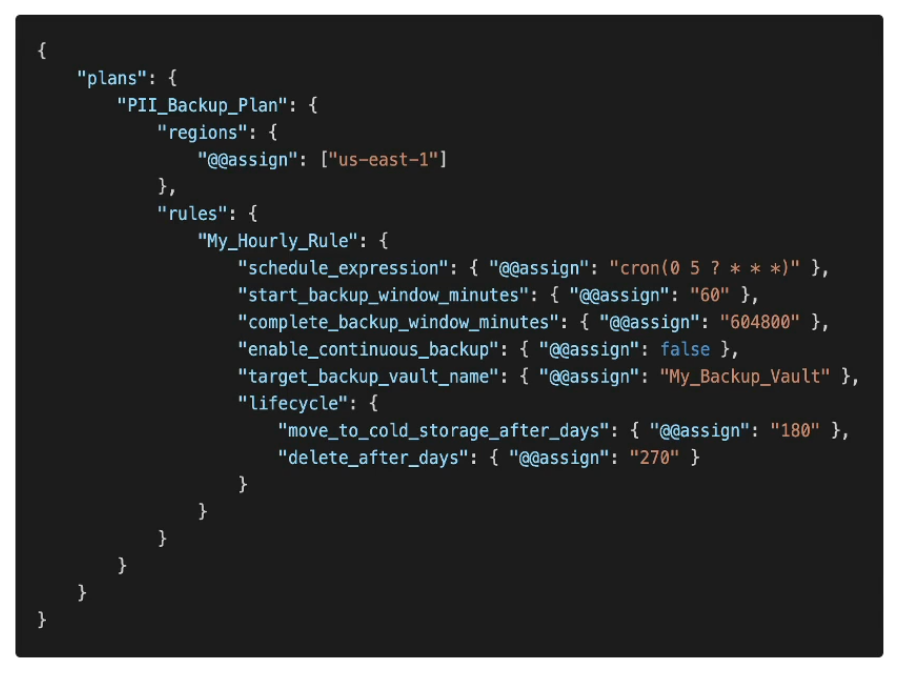 {
"plans": {
"PII_Backup_Plan": {
"regions": {
"@@assign": ["us-east-1"]
},
"rules": {
"My_Hourly_Rule": {
"schedule_expression": { "@@assign": "cron(0 5 ? * * *)" },
"start_backup_window_minutes": { "@@assign": "60" },
"complete_backup_window_minutes": { "@@assign": "604800" },
"enable_continuous_backup": { "@@assign": false },
"target_backup_vault_name": { "@@assign": "My_Backup_Vault" },
"lifecycle": {
"move_to_cold_storage_after_days": { "@@assign": "180" },
"delete_after_days": { "@@assign": "270" }
}
}
}
}
}
}